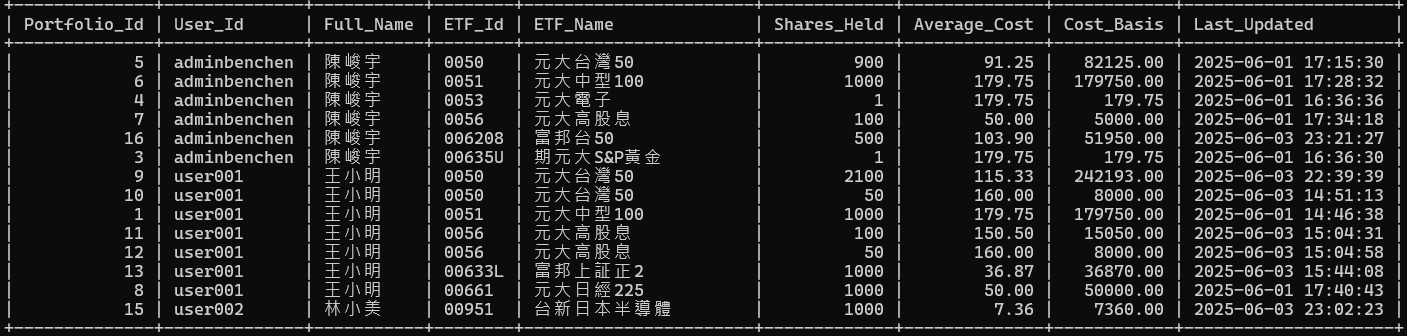 | Portfolio_Id | User_Id | Full_Name | ETF_Id | ETF_Name | Shares_Held | Average_Cost | Cost_Basis | Last_Updated |
| 5 | adminbenchen | 陳峻宇 | 0050 | 元大台灣50 | 900 | 91.25 | 82125.00 | 2025-06-01 17:15:30 |
| 6 | adminbenchen | 陳峻宇 | 0051 | 元大中型100 | 1000 | 179.75 | 179750.00 | 2025-06-01 17:28:32 |
| 4 | adminbenchen | 陳峻宇 | 0053 | 元大電子 | 1 | 179.75 | 179.75 | 2025-06-01 16:36:36 |
| 7 | adminbenchen | 陳峻宇 | 0056 | 元大高股息 | 100 | 50.00 | 5000.00 | 2025-06-01 17:34:18 |
| 16 | adminbenchen | 陳峻宇 | 006208 | 富邦台50 | 500 | 103.90 | 51950.00 | 2025-06-03 23:21:27 |
| 3 | adminbenchen | 陳峻宇 | 00635U | 期元大S&P黃金 | 1 | 179.75 | 179.75 | 2025-06-01 16:36:30 |
| 9 | user001 | 王小明 | 0050 | 元大台灣50 | 2100 | 115.33 | 242193.00 | 2025-06-03 22:39:39 |
| 10 | user001 | 王小明 | 0050 | 元大台灣50 | 50 | 160.00 | 8000.00 | 2025-06-03 14:51:13 |
| 1 | user001 | 王小明 | 0051 | 元大中型100 | 1000 | 179.75 | 179750.00 | 2025-06-01 14:46:38 |
| 11 | user001 | 王小明 | 0056 | 元大高股息 | 100 | 150.50 | 15050.00 | 2025-06-03 15:04:31 |
| 12 | user001 | 王小明 | 0056 | 元大高股息 | 50 | 160.00 | 8000.00 | 2025-06-03 15:04:58 |
| 13 | user001 | 王小明 | 00633L | 富邦上証正2 | 1000 | 36.87 | 36870.00 | 2025-06-03 15:44:08 |
| 8 | user001 | 王小明 | 00661 | 元大日經225 | 1000 | 50.00 | 50000.00 | 2025-06-01 17:40:43 |
| 15 | user002 | 林小美 | 00951 | 台新日本半導體 | 1000 | 7.36 | 7360.00 | 2025-06-03 23:02:23 |